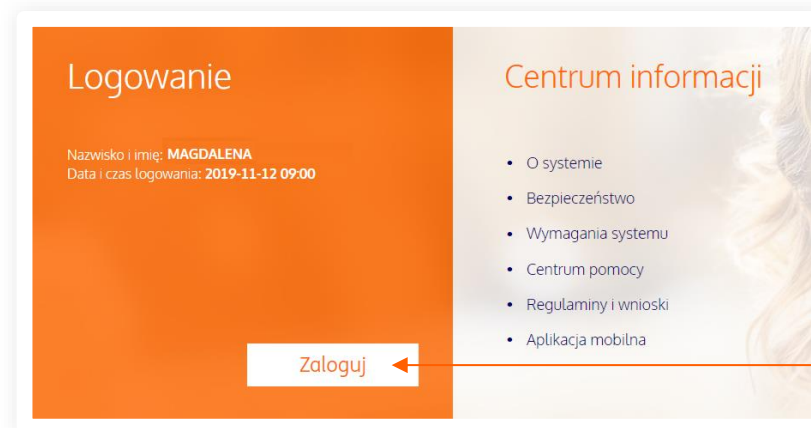 Logowanie
Nazwisko i imię: MAGDALENA
Data i czas logowania: 2019-11-12 09:00
Zaloguj
Centrum informacji
• O systemie
• Bezpieczeństwo
• Wymagania systemu
• Centrum pomocy
• Regulaminy i wnioski
• Aplikacja mobilna